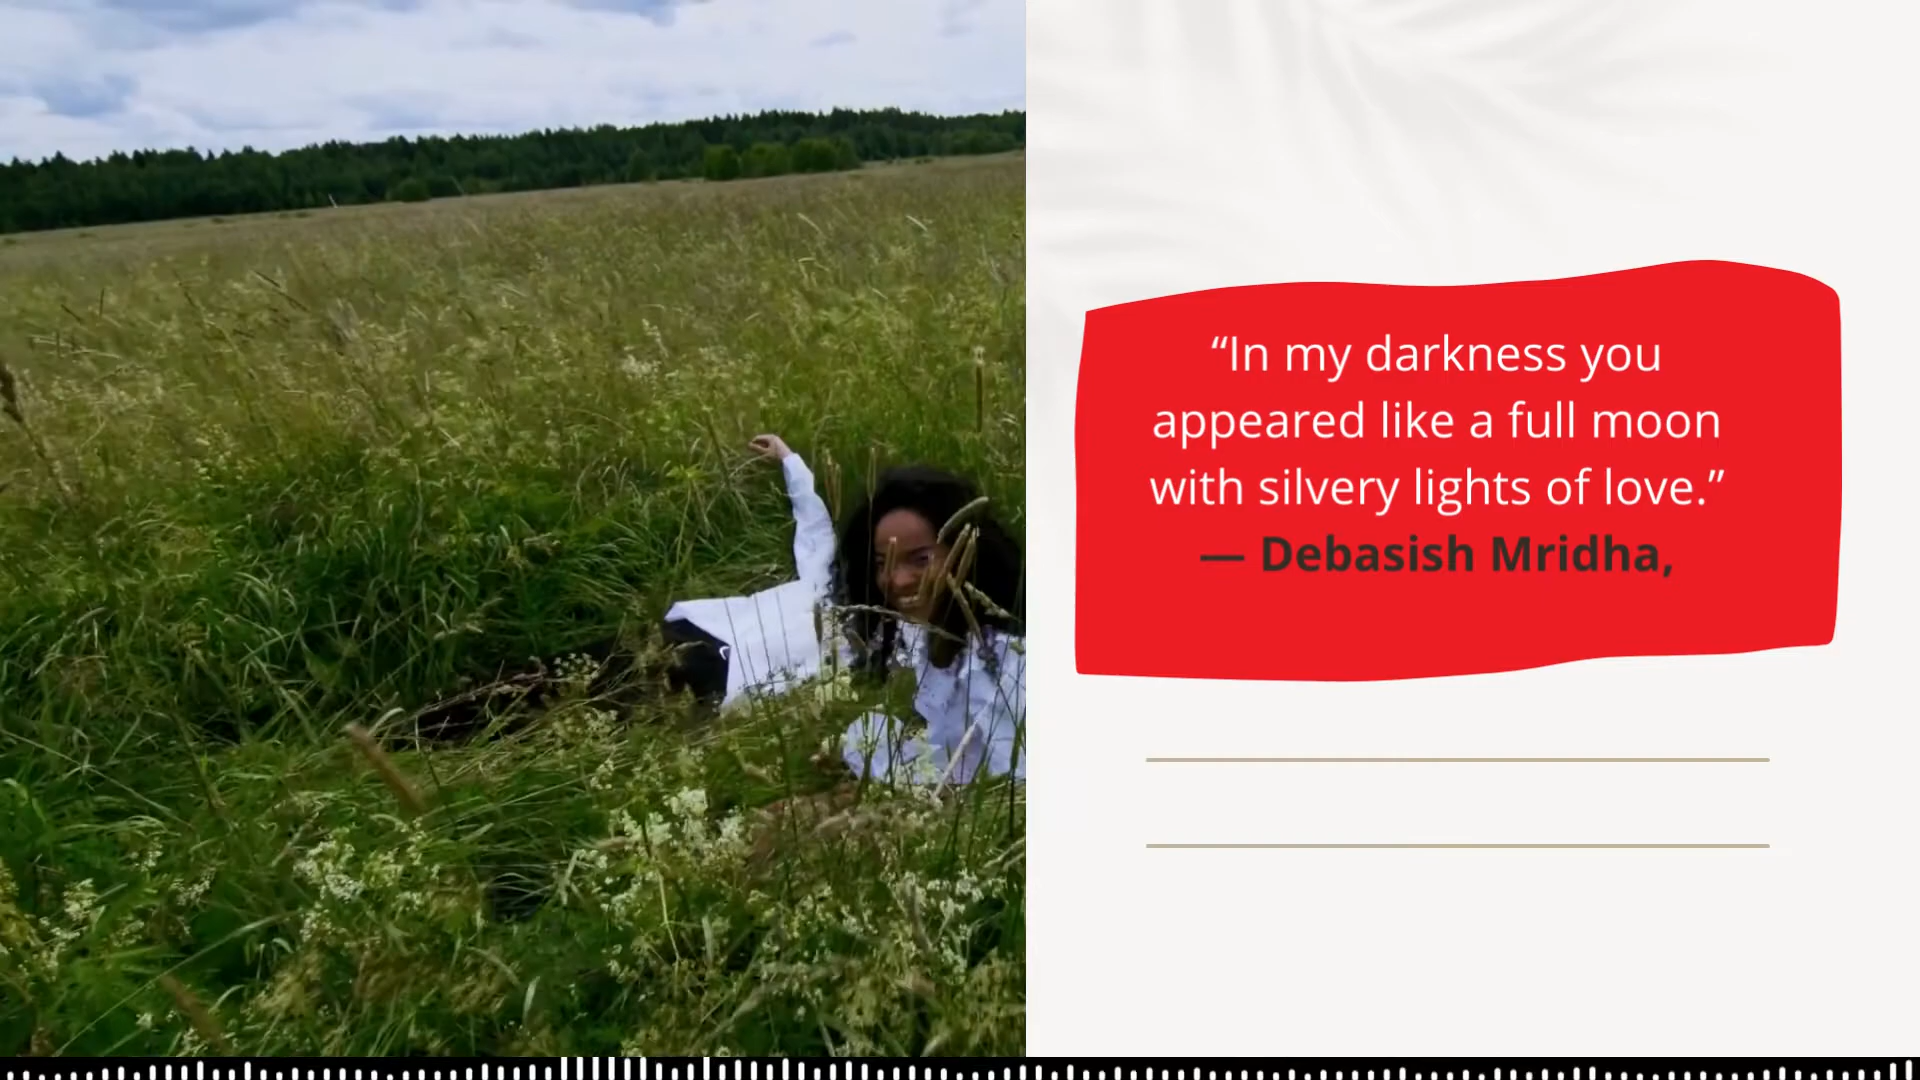 “In my darkness you
appeared like a full moon
with silvery lights of love.”
— Debasish Mridha,